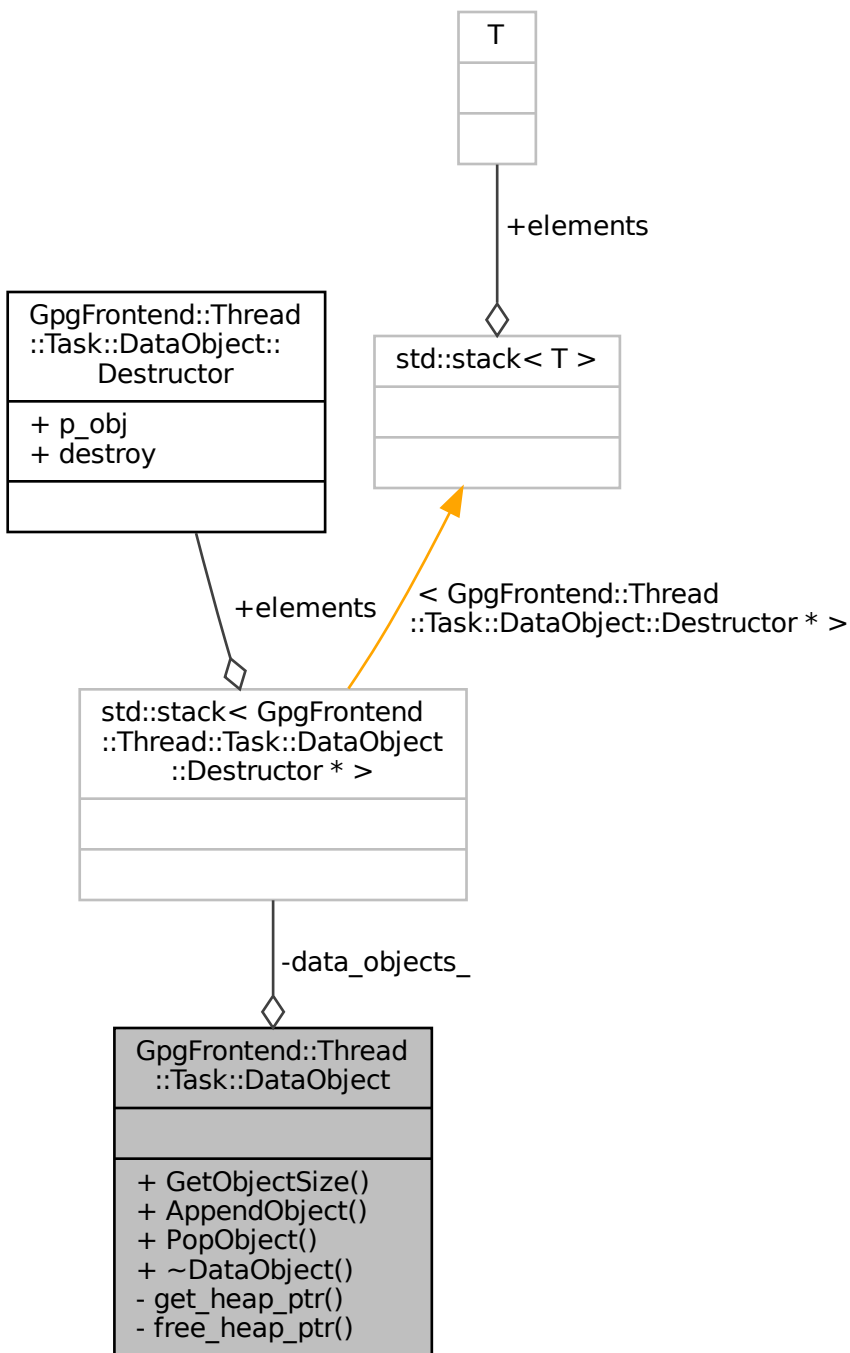 T
+elements
GpgFrontend::Thread
::Task::DataObject::
Destructor
+ p_obj
+ destroy
std::stack< T >
+elements
< GpgFrontend::Thread
::Task::DataObject::Destructor * >
std::stack< GpgFrontend
::Thread::Task::DataObject
::Destructor * >
-data_objects_
GpgFrontend::Thread
::Task::DataObject
+ GetObjectSize()
+ AppendObject()
+ PopObject()
+ ~DataObject()
- get_heap_ptr()
- free_heap_ptr()